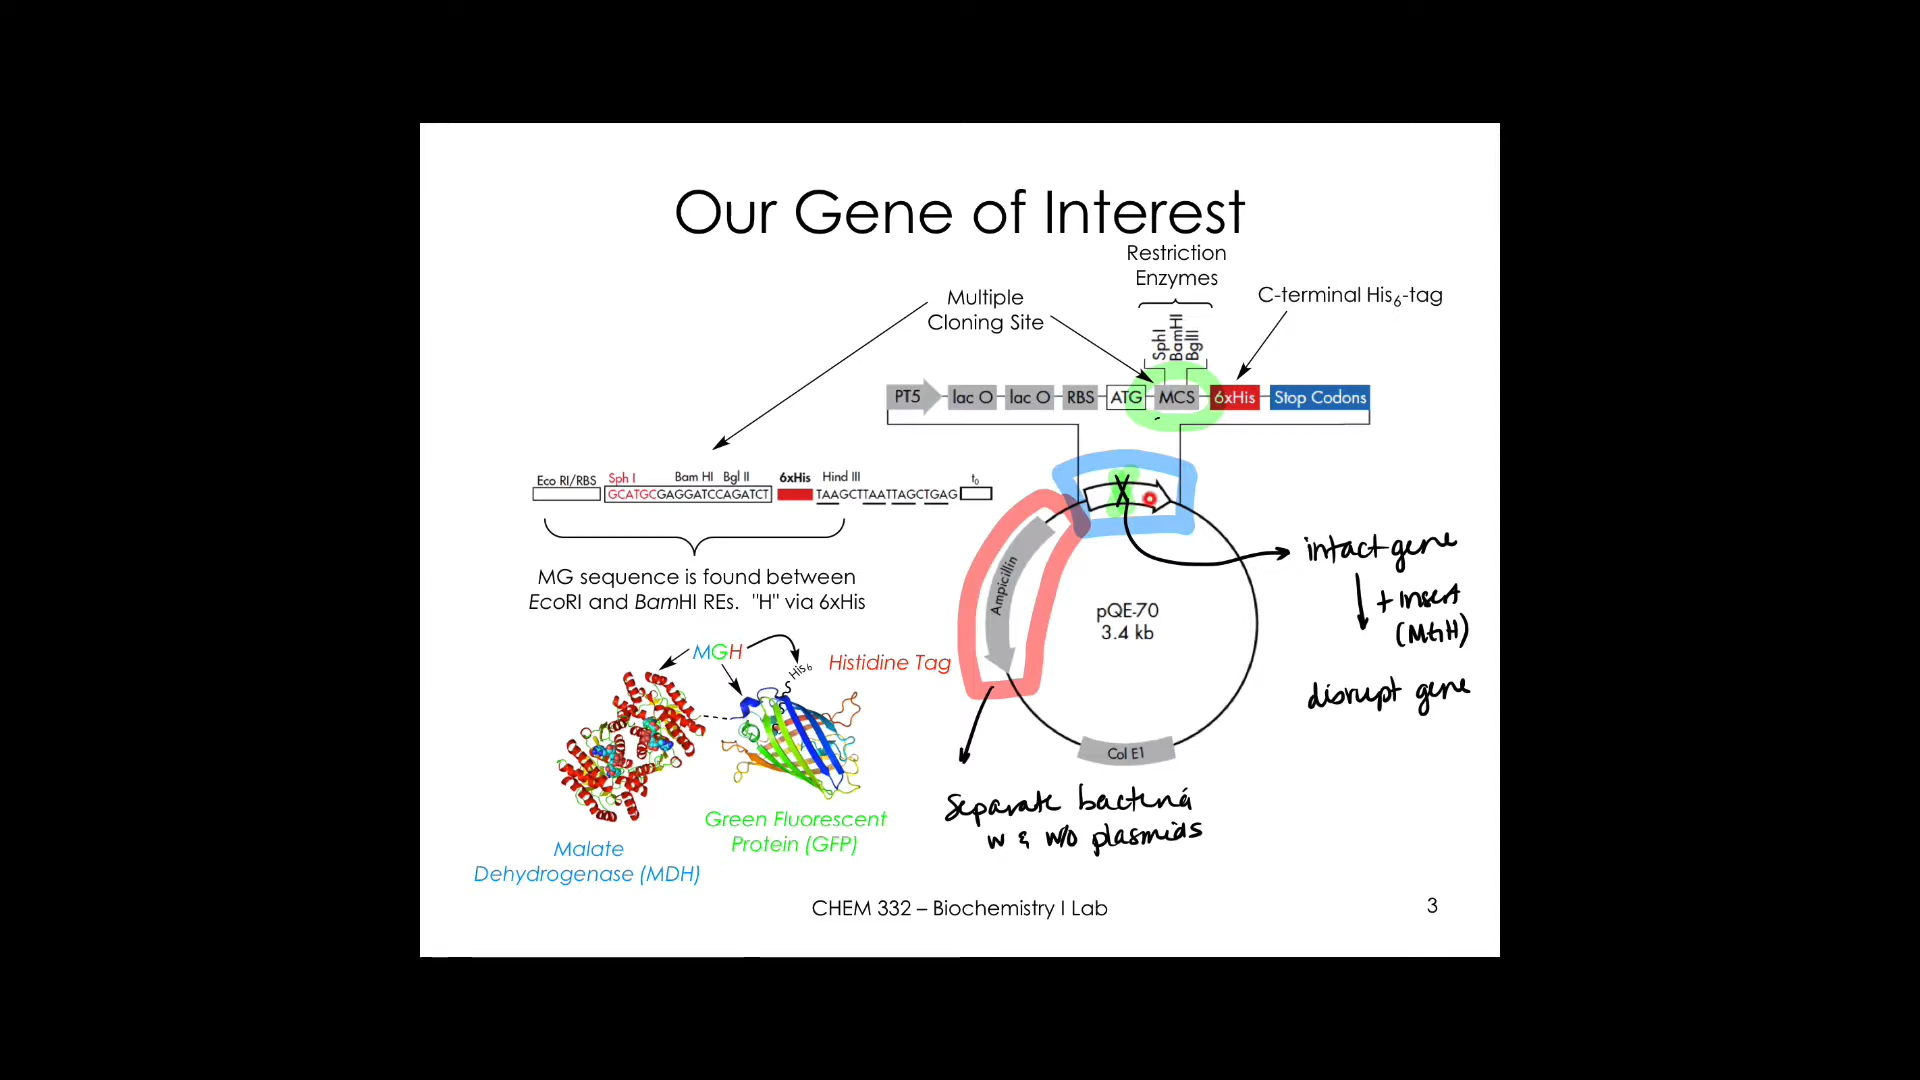 Our Gene of Interest
Restriction
Enzymes
Multiple
Cloning Site
C-terminal His6-tag
SphI
BamHI
BglII
PT5 lac O lac O RBS ATG MCS 6xHis Stop Codons
Eco RI/RBS Sph I Bam HI Bgl II 6xHis Hind III t0
GCATGCGAGGATCCAGATCT TAAGCTTAATTAGCTGAG
MG sequence is found between
EcoRI and BamHI REs. "H" via 6xHis
MGH
His6
Histidine Tag
Malate
Dehydrogenase (MDH)
Green Fluorescent
Protein (GFP)
X
Ampicillin
pQE-70
3.4 kb
Col E1
intact gene
+ insert
(MGH)
disrupt gene
Separate bacteria
w & w/o plasmids
CHEM 332 – Biochemistry I Lab
3